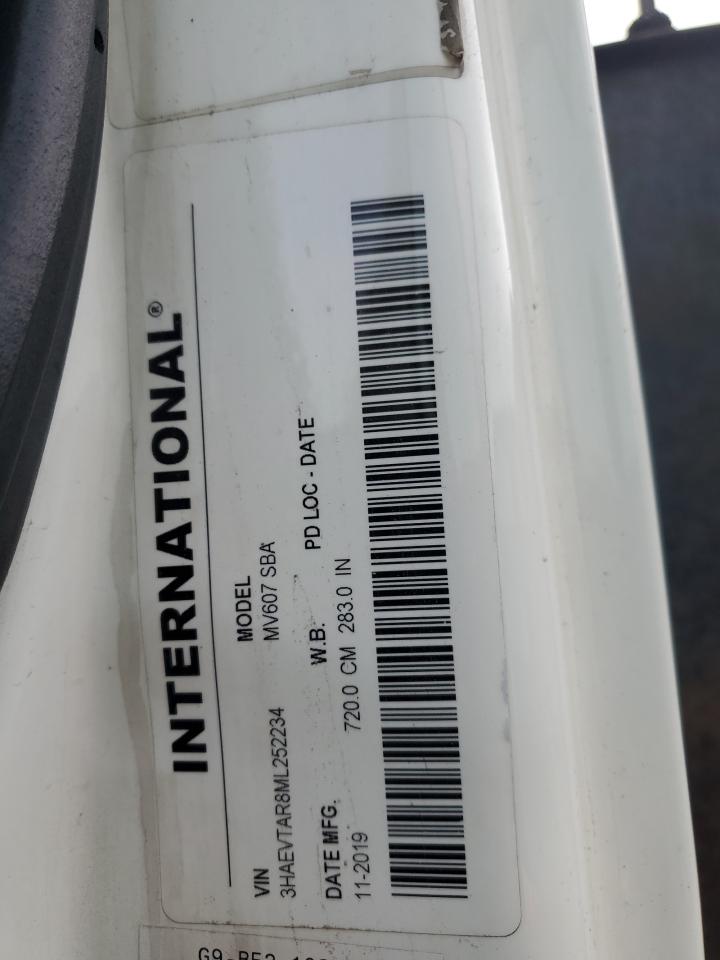 INTERNATIONAL®
VIN MODEL
3HAEVTAR8ML252234 MV607 SBA
DATE MFG. W.B. PD LOC - DATE
11-2019 720.0 CM 283.0 IN